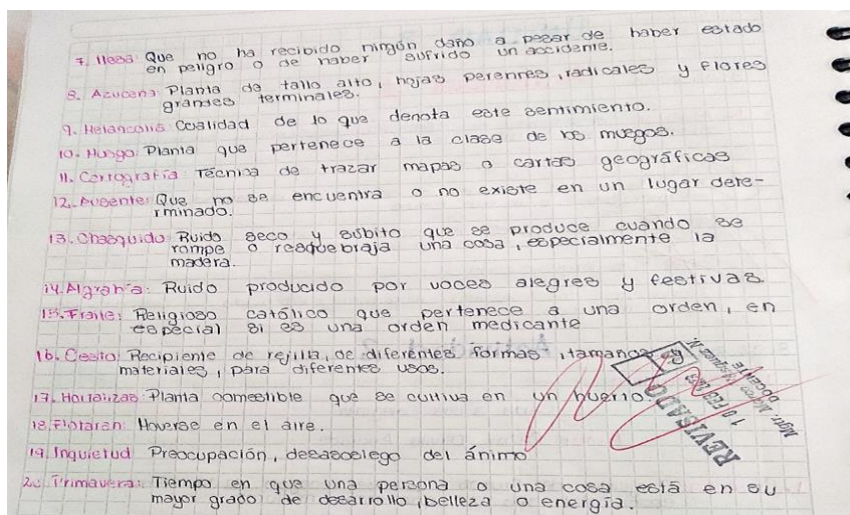 7. Ilesa: Que no ha recibido ningún daño a pesar de haber estado
en peligro o de haber sufrido un accidente.
8. Azucena: Planta de tallo alto, hojas perennes, radicales y flores
grandes terminales.
9. Melancolía: Cualidad de lo que denota este sentimiento.
10. Musgo: Planta que pertenece a la clase de los musgos.
11. Cartografía: Técnica de trazar mapas o cartas geográficas
12. Ausente: Que no se encuentra o no existe en un lugar dete-
rminado.
13. Chasquido: Ruido seco y súbito que se produce cuando se
rompe o resquebraja una cosa, especialmente la
madera.
14. Algrabía: Ruido producido por voces alegres y festivas
15. Fraile: Religioso católico que pertenece a una orden, en
especial si es una orden medicante
16. Cesto: Recipiente de rejilla, de diferentes formas, tamaños y
materiales, para diferentes usos.
17. Hortalizas: Planta comestible que se cultiva en un huerto.
18. Flotaran: Moverse en el aire.
19. Inquietud: Preocupación, desasosiego del ánimo
20. Primavera: Tiempo en que una persona o una cosa está en su
mayor grado de desarrollo, belleza o energía.
REVISADO
DOCENTE